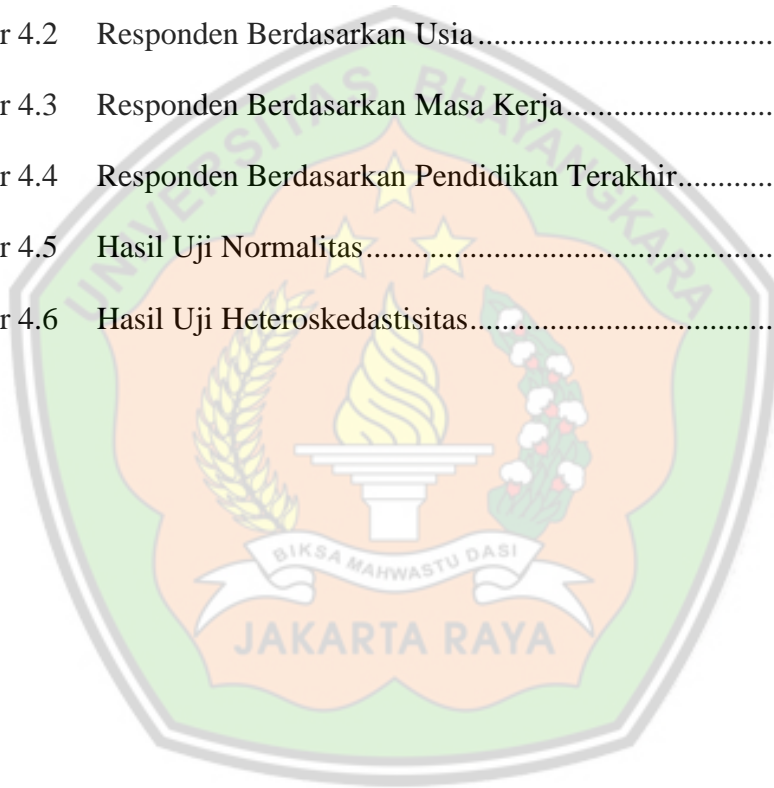 r 4.2 Responden Berdasarkan Usia ......................................
r 4.3 Responden Berdasarkan Masa Kerja..........................
r 4.4 Responden Berdasarkan Pendidikan Terakhir............
r 4.5 Hasil Uji Normalitas....................................................
r 4.6 Hasil Uji Heteroskedastisitas.......................................
UNIVERSITAS BHAYANGKARA
BIKSA MAHWASTU DASI
JAKARTA RAYA